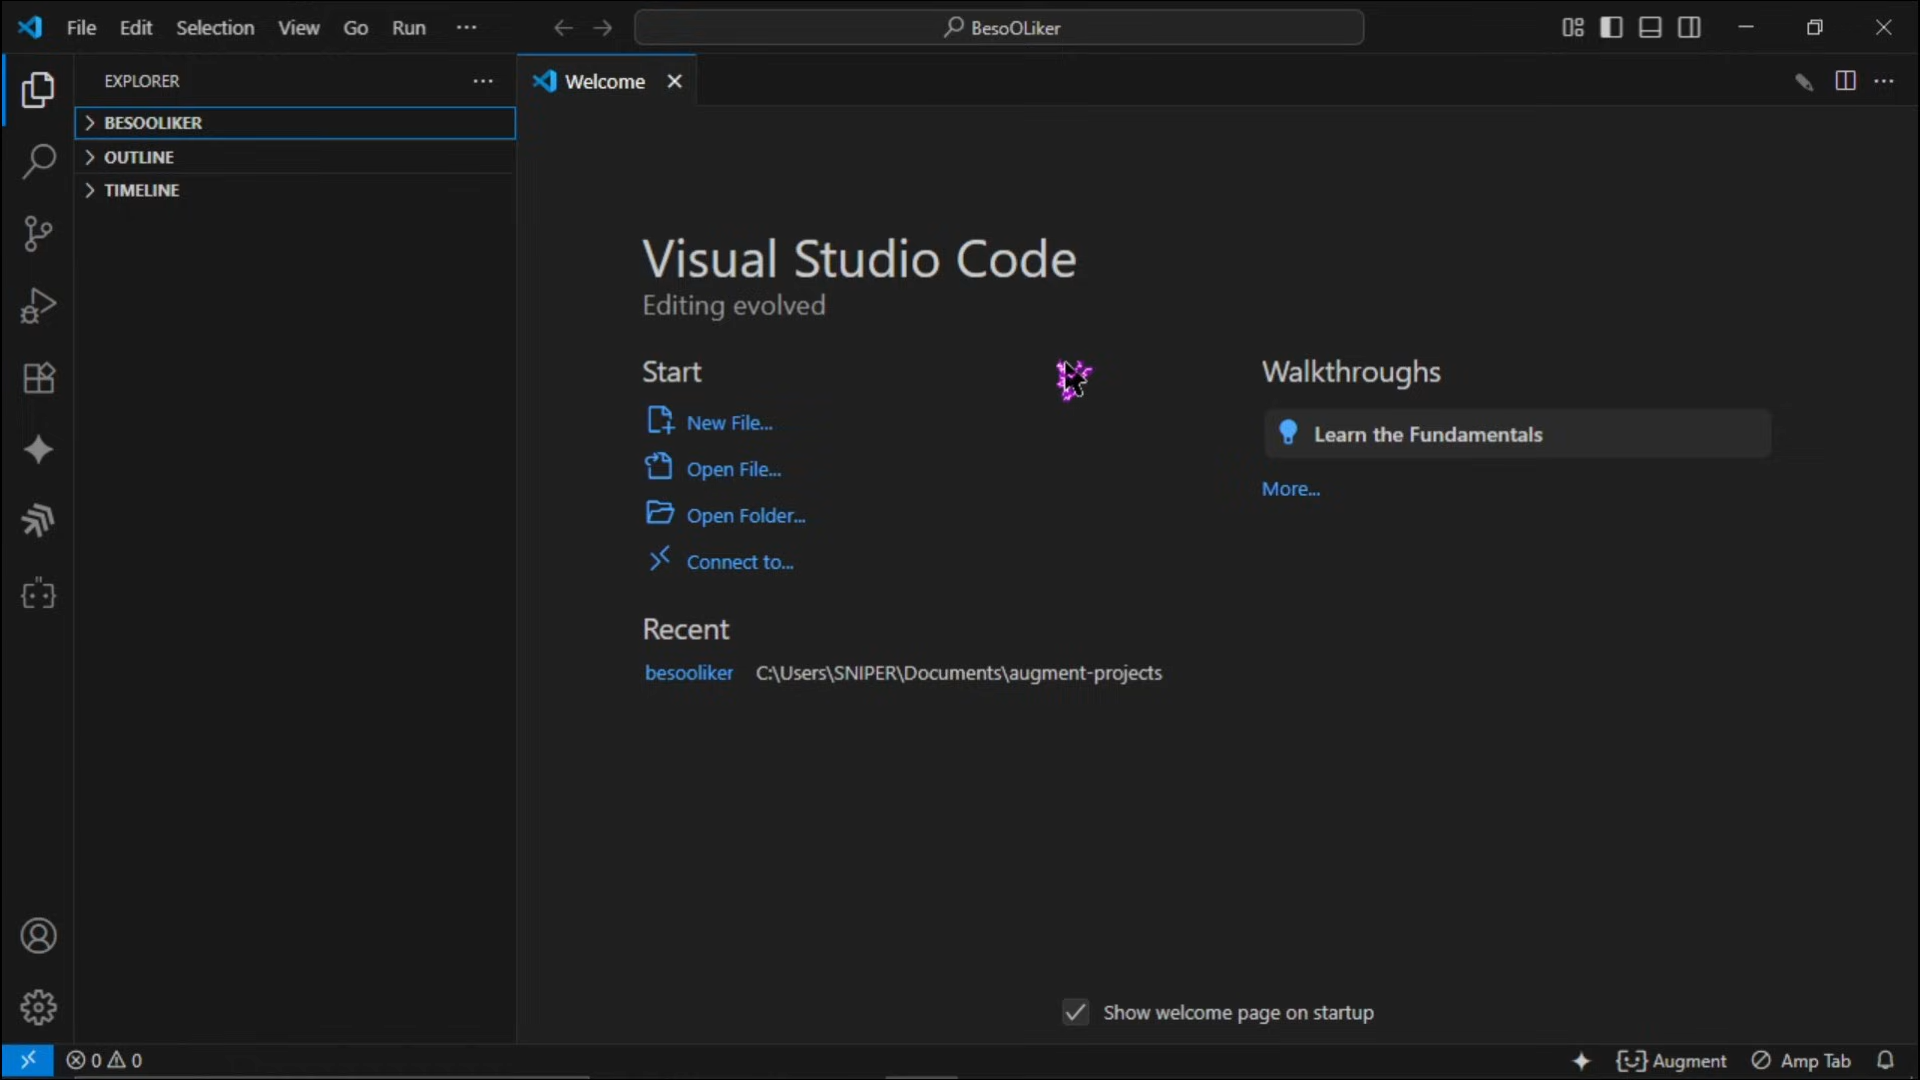 File Edit Selection View Go Run ···
BesoOLiker
EXPLORER ···
BESOOLIKER
OUTLINE
TIMELINE
Welcome
Visual Studio Code
Editing evolved
Start
New File...
Open File...
Open Folder...
Connect to...
Recent
besooliker C:\Users\SNIPER\Documents\augment-projects
Walkthroughs
Learn the Fundamentals
More...
Show welcome page on startup
0 0
Augment Amp Tab